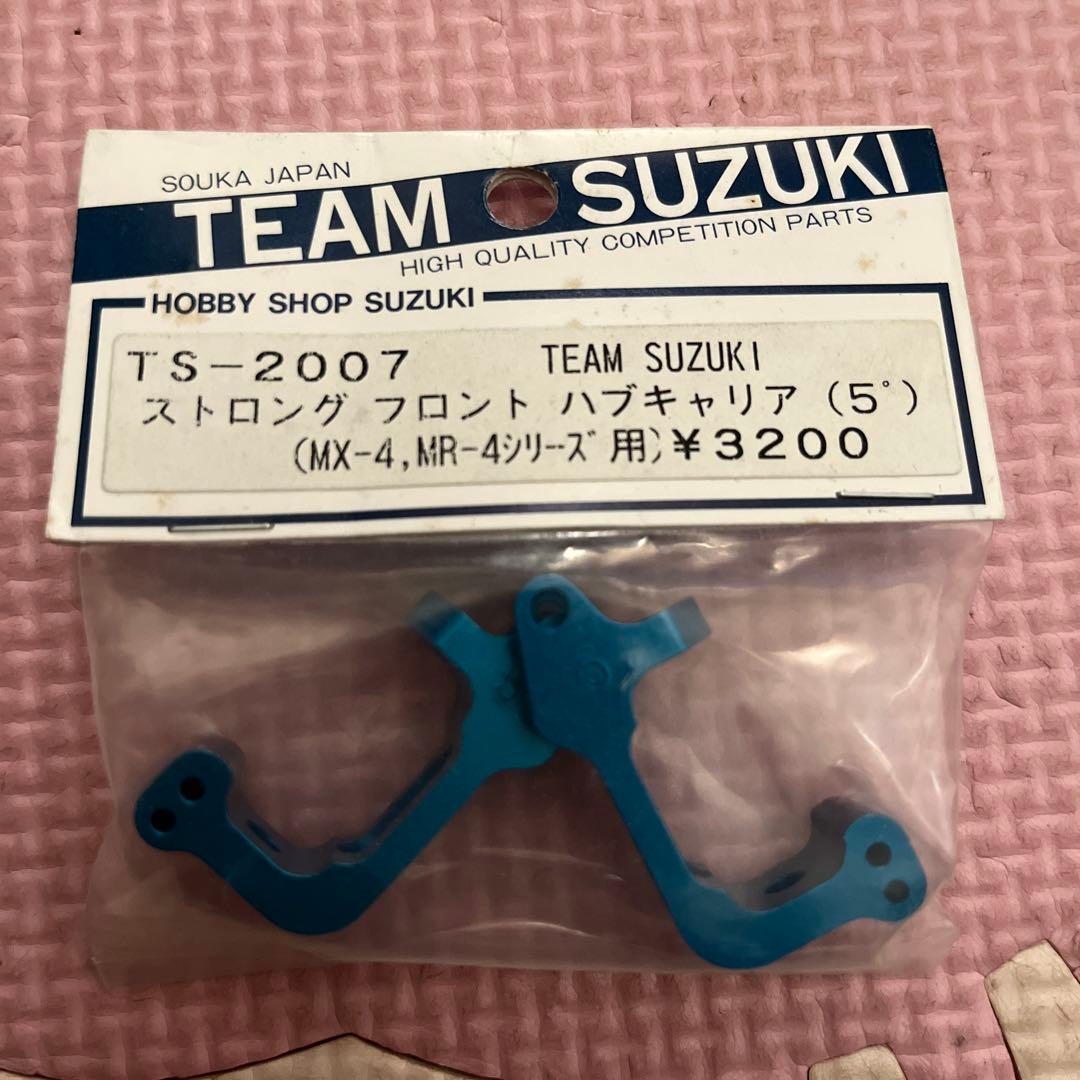 SOUKA JAPAN
TEAM SUZUKI
HIGH QUALITY COMPETITION PARTS
HOBBY SHOP SUZUKI
TS-2007 TEAM SUZUKI
ストロング フロント ハブキャリア (5°)
(MX-4,MR-4シリーズ用)¥3200